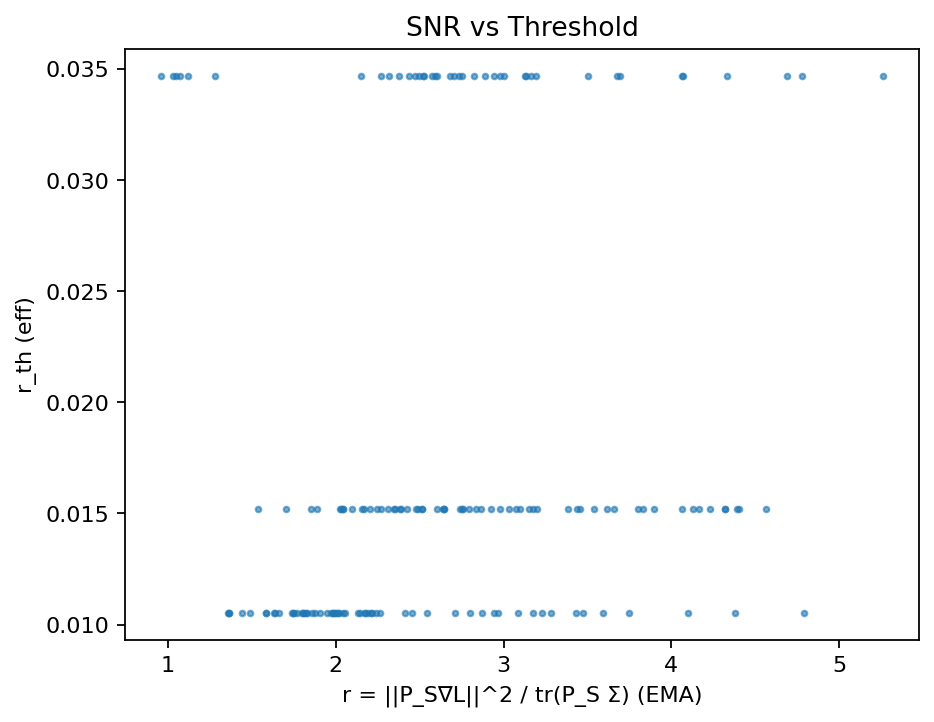 SNR vs Threshold
0.035
0.030
0.025
0.020
0.015
0.010
r_th (eff)
1 2 3 4 5
r = ||P_S∇L||^2 / tr(P_S Σ) (EMA)